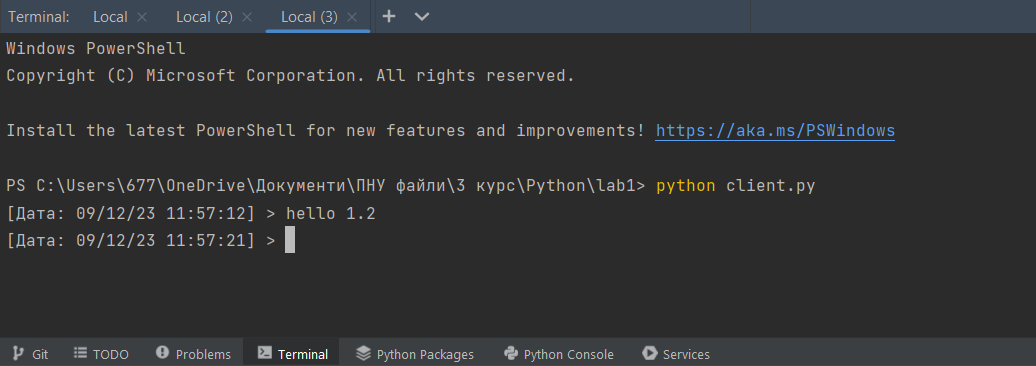 Terminal: Local × Local (2) × Local (3) × +
Windows PowerShell
Copyright (C) Microsoft Corporation. All rights reserved.
Install the latest PowerShell for new features and improvements! https://aka.ms/PSWindows
PS C:\Users\677\OneDrive\Документи\ПНУ файли\3 курс\Python\lab1> python client.py
[Дата: 09/12/23 11:57:12] > hello 1.2
[Дата: 09/12/23 11:57:21] >
Git TODO Problems Terminal Python Packages Python Console Services